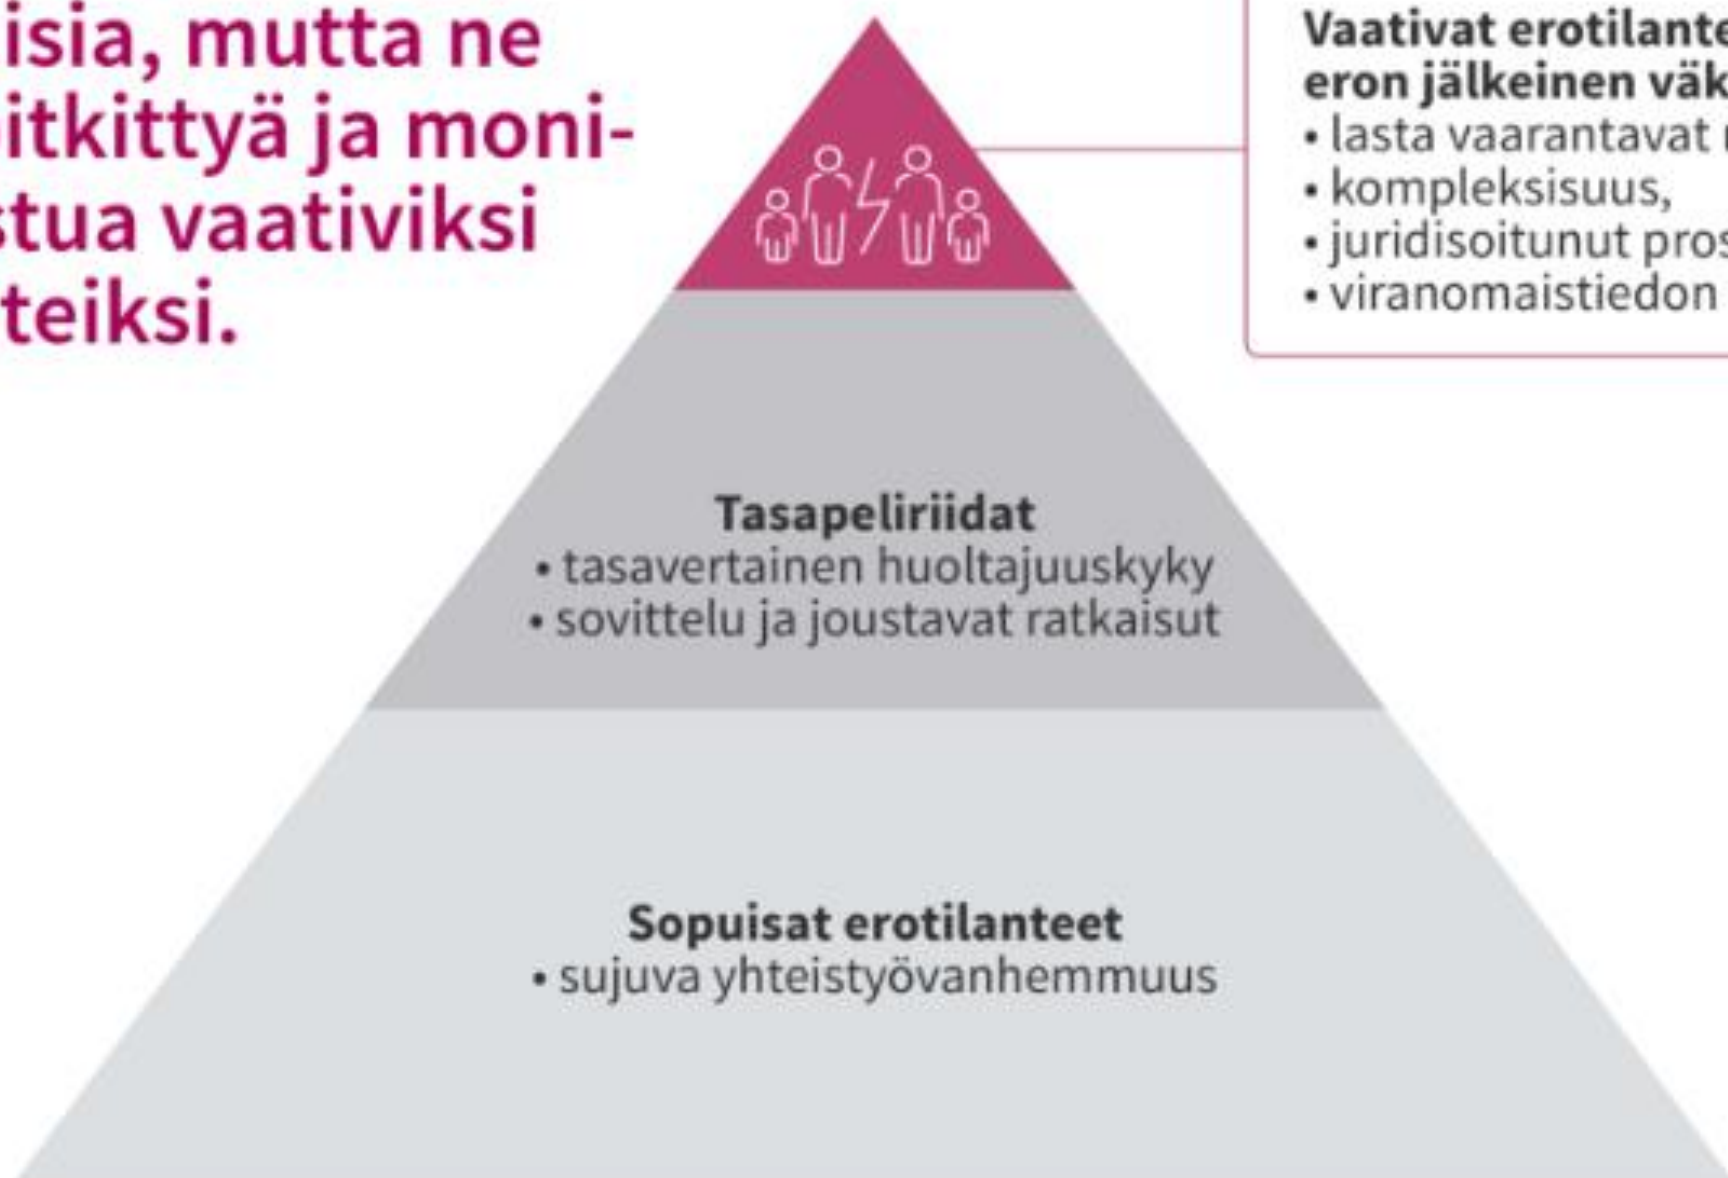 isia, mutta ne
itkittyä ja moni-
stua vaativiksi
teiksi.
Vaativat erotilante
eron jälkeinen väk
• lasta vaarantavat
• kompleksisuus,
• juridisoitunut pros
• viranomaistiedon
Tasapeliriidat
• tasavertainen huoltajuuskyky
• sovittelu ja joustavat ratkaisut
Sopuisat erotilanteet
• sujuva yhteistyövanhemmuus